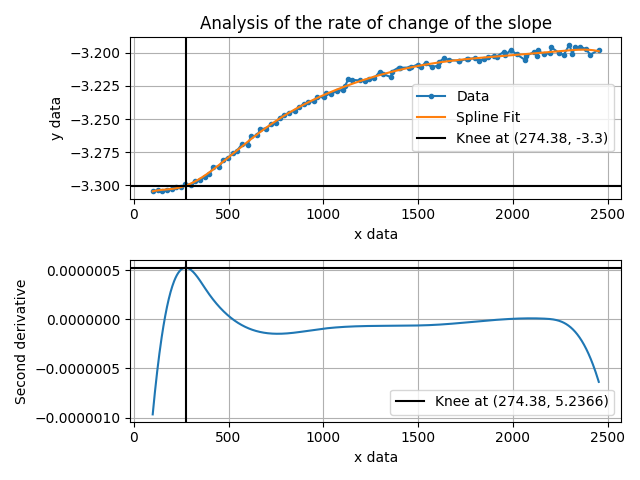 Analysis of the rate of change of the slope
−3.200
−3.225
−3.250
−3.275
−3.300
y data
Data
Spline Fit
Knee at (274.38, -3.3)
0 500 1000 1500 2000 2500
x data
0.0000005
0.0000000
−0.0000005
−0.0000010
Second derivative
Knee at (274.38, 5.2366)
0 500 1000 1500 2000 2500
x data